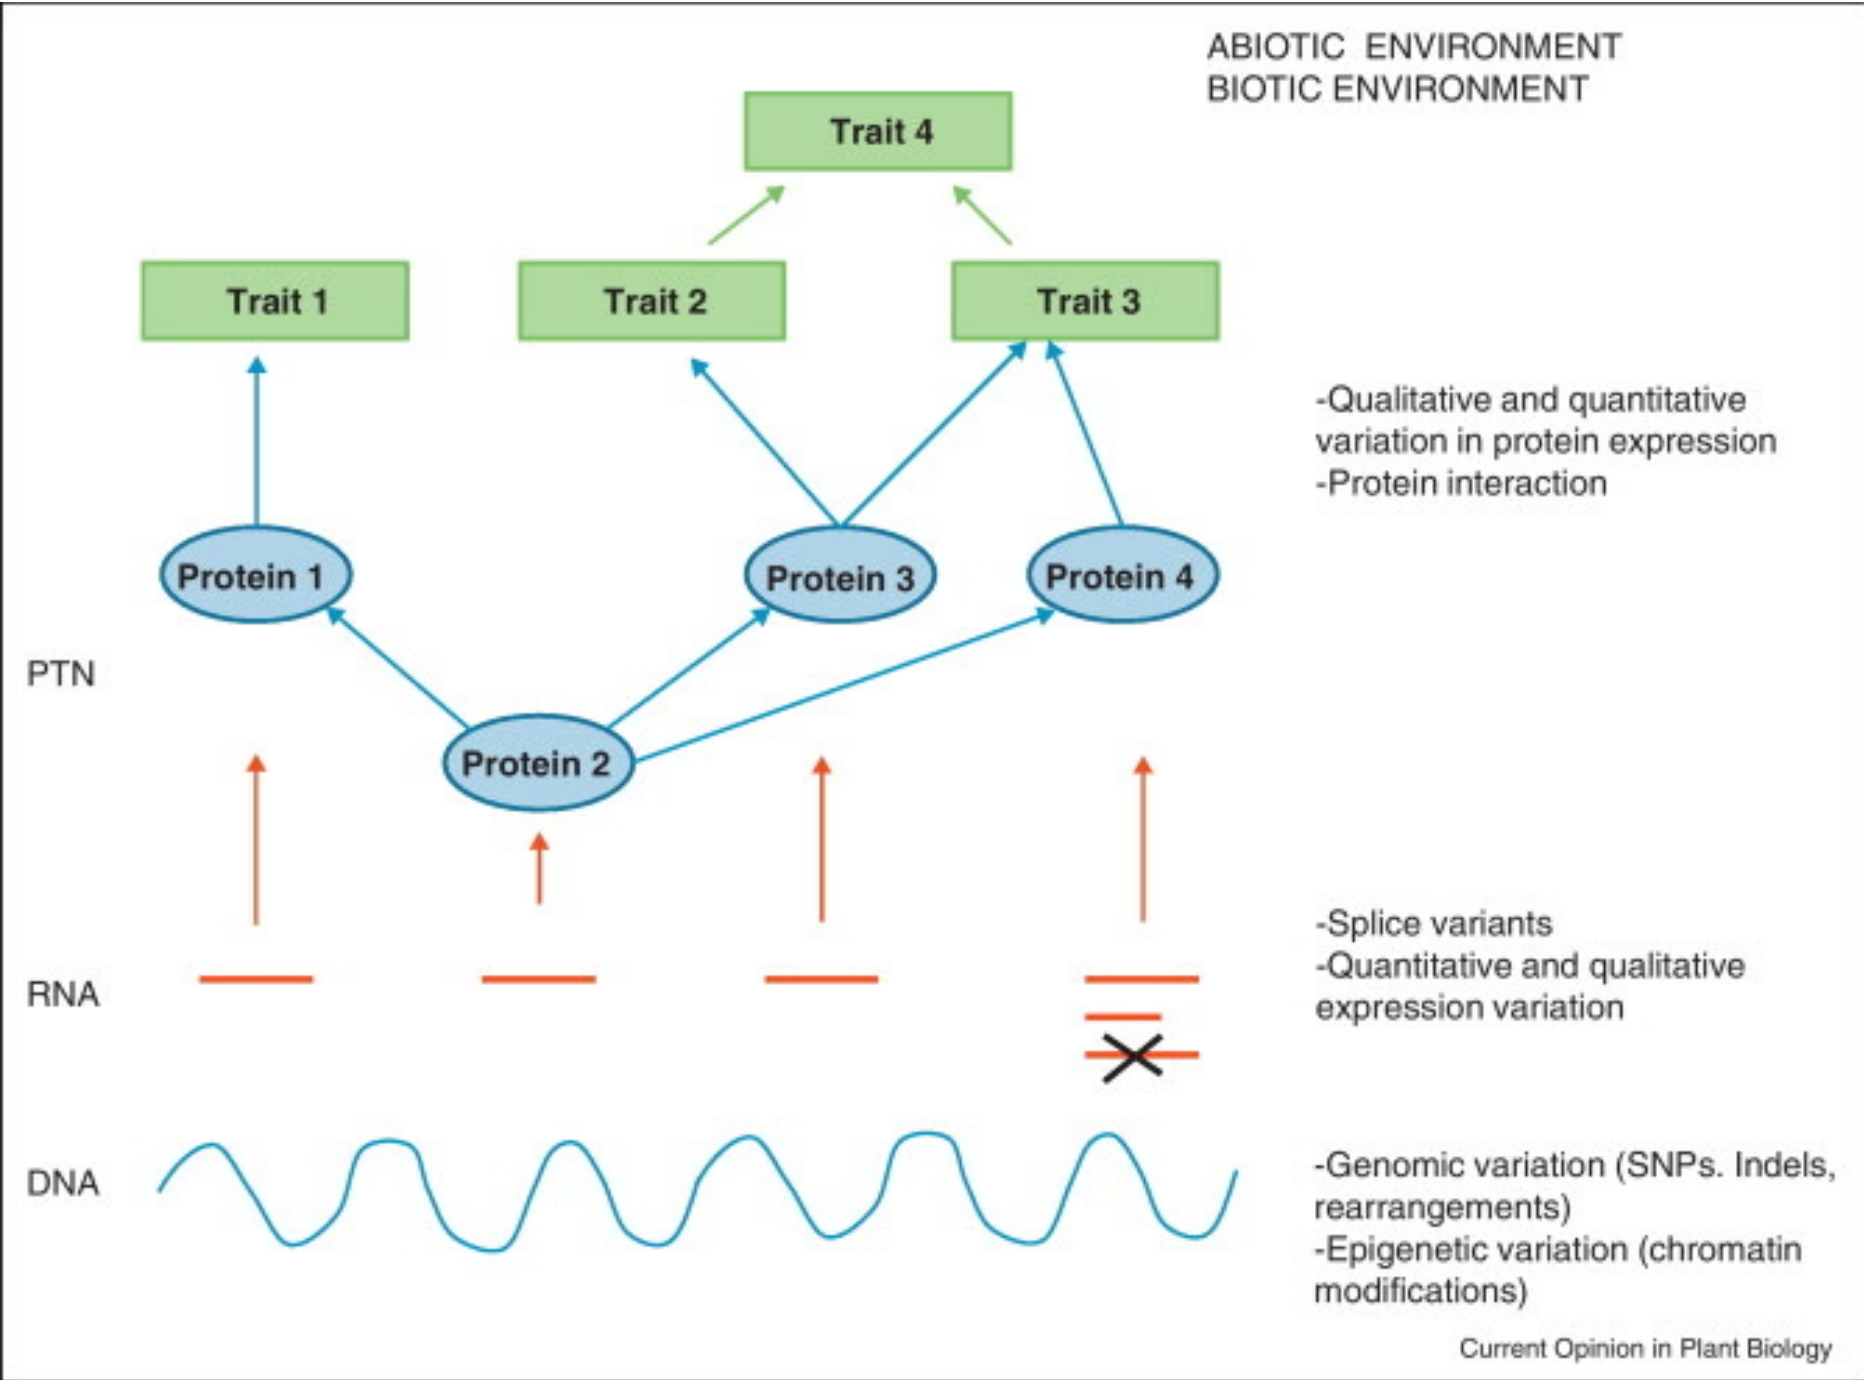 ABIOTIC ENVIRONMENT
BIOTIC ENVIRONMENT
Trait 4
Trait 1
Trait 2
Trait 3
-Qualitative and quantitative
variation in protein expression
-Protein interaction
Protein 1
Protein 3
Protein 4
PTN
Protein 2
-Splice variants
-Quantitative and qualitative
expression variation
RNA
DNA
-Genomic variation (SNPs. Indels,
rearrangements)
-Epigenetic variation (chromatin
modifications)
Current Opinion in Plant Biology